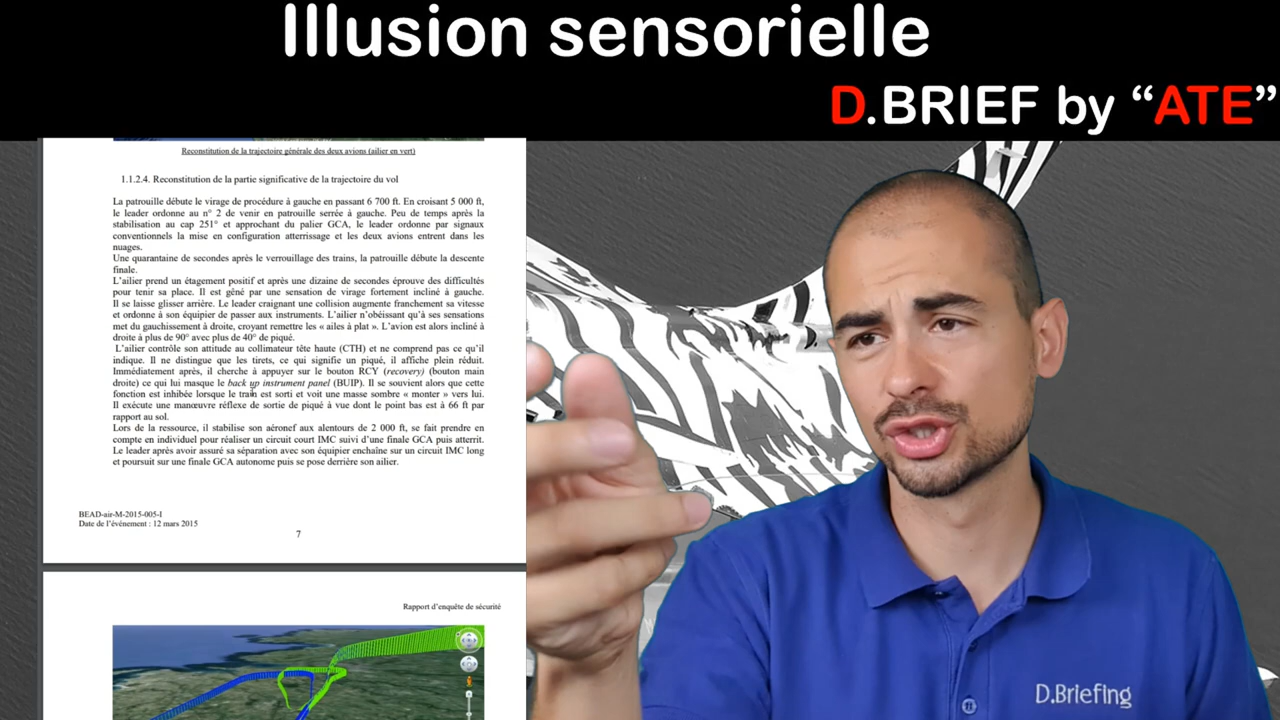 Illusion sensorielle
D.BRIEF by “ATE”
Reconstitution de la trajectoire générale des deux avions (ailier en vert)
1.1.2.4. Reconstitution de la partie significative de la trajectoire du vol
La patrouille débute le virage de procédure à gauche en passant 6 700 ft. En croisant 5 000 ft,
le leader ordonne au n° 2 de venir en patrouille serrée à gauche. Peu de temps après la
stabilisation au cap 251° et approchant du palier GCA, le leader ordonne par signaux
conventionnels la mise en configuration atterrissage et les deux avions entrent dans les
nuages.
Une quarantaine de secondes après le verrouillage des trains, la patrouille débute la descente
finale.
L’ailier prend un étagement positif et après une dizaine de secondes éprouve des difficultés
pour tenir sa place. Il est gêné par une sensation de virage fortement incliné à gauche.
Il se laisse glisser arrière. Le leader craignant une collision augmente franchement sa vitesse
et ordonne à son équipier de passer aux instruments. L’ailier n’obéissant qu’à ses sensations
met du gauchissement à droite, croyant remettre les « ailes à plat ». L’avion est alors incliné à
droite à plus de 90° avec plus de 40° de piqué.
L’ailier contrôle son attitude au collimateur tête haute (CTH) et ne comprend pas ce qu’il
indique. Il ne distingue que les tirets, ce qui signifie un piqué, il affiche plein réduit.
Immédiatement après, il cherche à appuyer sur le bouton RCY (recovery) (bouton main
droite) ce qui lui masque le back up instrument panel (BUIP). Il se souvient alors que cette
fonction est inhibée lorsque le train est sorti et voit une masse sombre « monter » vers lui.
Il exécute une manœuvre réflexe de sortie de piqué à vue dont le point bas est à 66 ft par
rapport au sol.
Lors de la ressource, il stabilise son aéronef aux alentours de 2 000 ft, se fait prendre en
compte en individuel pour réaliser un circuit court IMC suivi d’une finale GCA puis atterrit.
Le leader après avoir assuré sa séparation avec son équipier enchaîne sur un circuit IMC long
et poursuit sur une finale GCA autonome puis se pose derrière son ailier.
BEAD-air-M-2015-005-I
Date de l’événement : 12 mars 2015
7
Rapport d’enquête de sécurité
D.Briefing